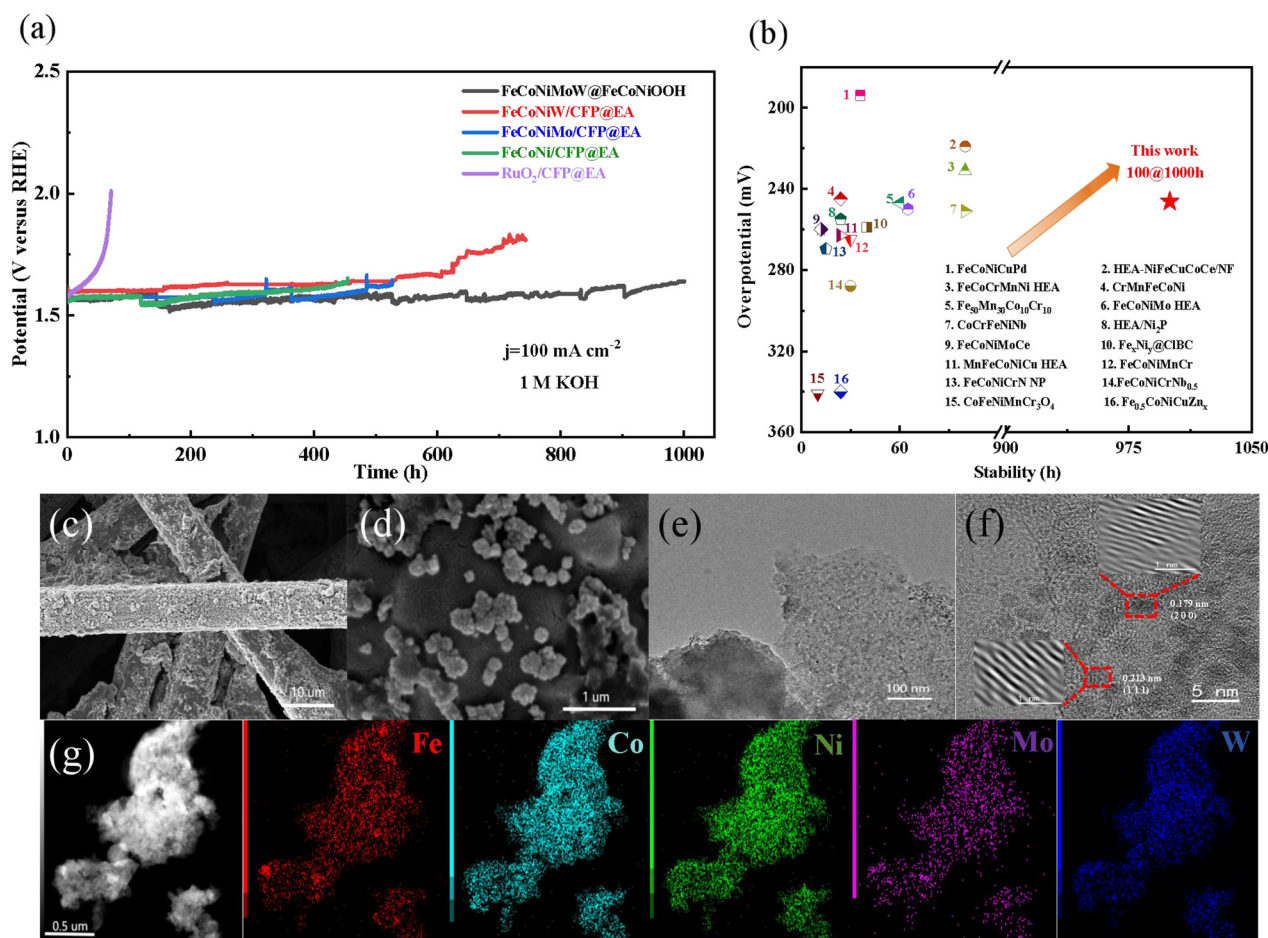 (a)
2.5
2.0
1.5
1.0
Potential (V versus RHE)
FeCoNiMoW@FeCoNiOOH
FeCoNiW/CFP@EA
FeCoNiMo/CFP@EA
FeCoNi/CFP@EA
RuO₂/CFP@EA
j=100 mA cm⁻²
1 M KOH
0 200 400 600 800 1000
Time (h)
(b)
200
240
280
320
360
Overpotential (mV)
1
2
3
4
5
6
7
8
9
10
11
12
13
14
15
16
This work
100@1000h
1. FeCoNiCuPd 2. HEA-NiFeCuCoCe/NF
3. FeCoCrMnNi HEA 4. CrMnFeCoNi
5. Fe₅₀Mn₃₀Co₁₀Cr₁₀ 6. FeCoNiMo HEA
7. CoCrFeNiNb 8. HEA/Ni₂P
9. FeCoNiMoCe 10. FeₓNiᵧ@ClBC
11. MnFeCoNiCu HEA 12. FeCoNiMnCr
13. FeCoNiCrN NP 14.FeCoNiCrNb₀.₅
15. CoFeNiMnCr₃O₄ 16. Fe₀.₅CoNiCuZnₓ
0 60 900 975 1050
Stability (h)
(c)
10 um
(d)
1 um
(e)
100 nm
(f)
1 nm
0.179 nm
(2 0 0)
0.213 nm
(1 1 1)
1 nm
5 nm
(g)
0.5 um
Fe
Co
Ni
Mo
W